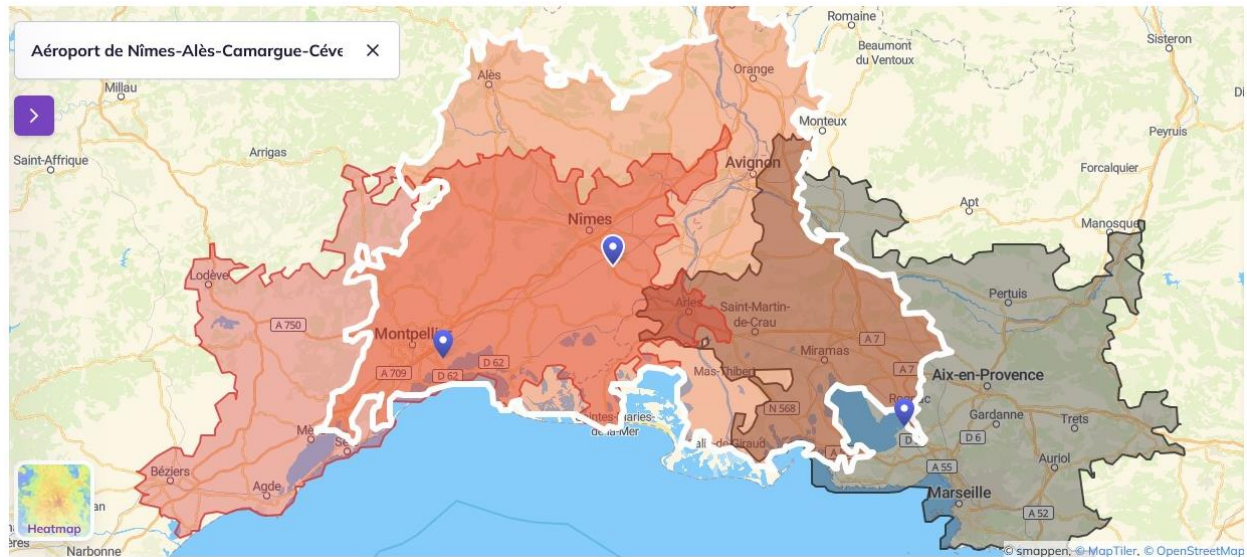 Aéroport de Nîmes-Alès-Camargue-Céve
Romaine
Sisteron
Beaumont
du Ventoux
Orange
Alès
Millau
Monteux
Peyruis
Saint-Affrique
Arrigas
Avignon
Forcalquier
Apt
Manosque
Nîmes
Lodève
Pertuis
A 750
Arles
Saint-Martin-
de-Crau
A 7
Montpellier
Miramas
D 62
D 62
A 709
Mas-Thibert
A 7
Aix-en-Provence
N 568
Gardanne
Trets
D 6
A 55
Auriol
Béziers
Agde
Marseille
A 52
Heatmap
Narbonne
© smappen, © MapTiler, © OpenStreetMap